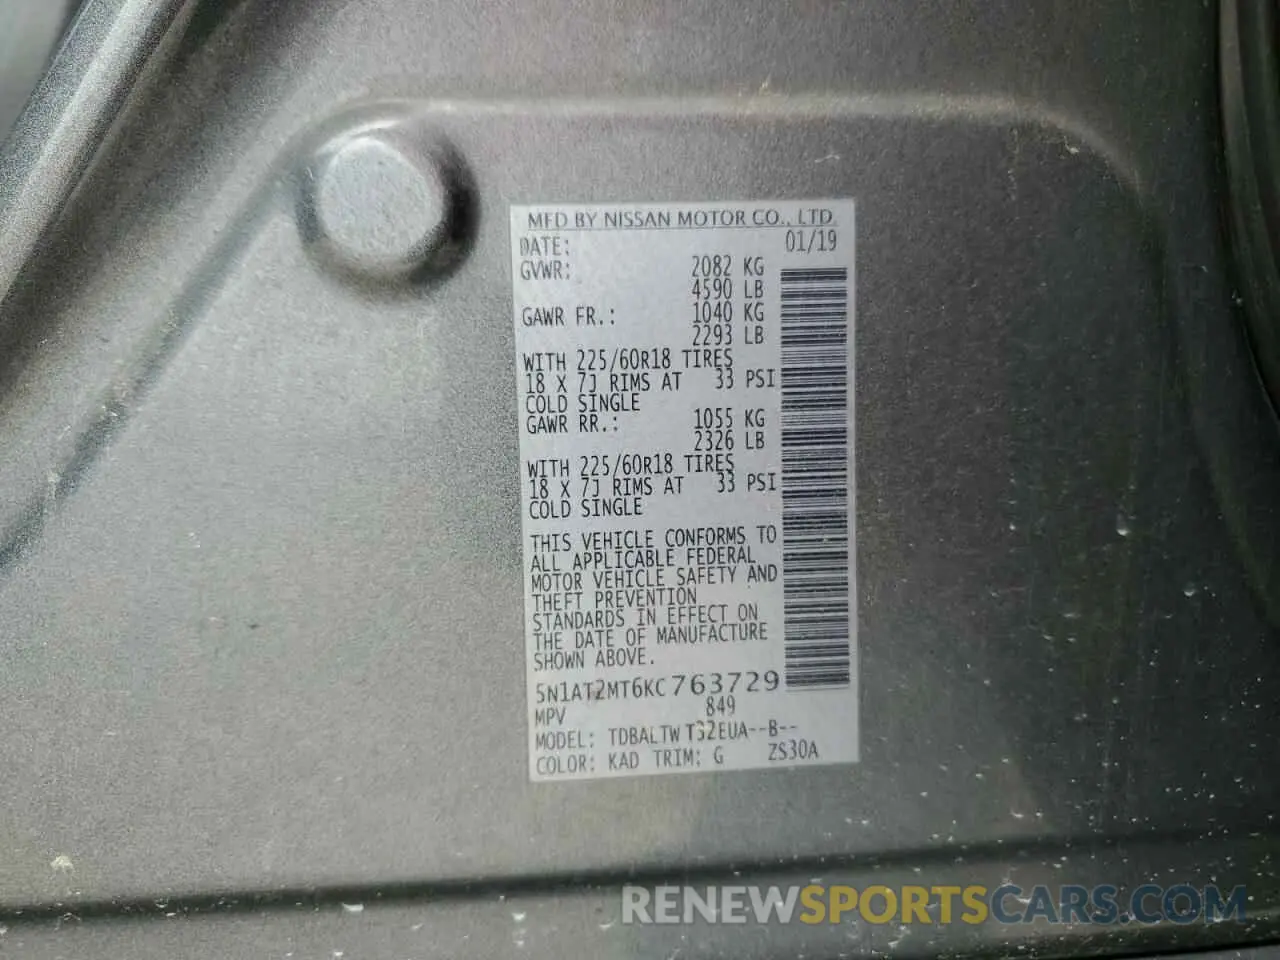 MFD BY NISSAN MOTOR CO., LTD.
DATE: 01/19
GVWR: 2082 KG
4590 LB
GAWR FR.: 1040 KG
2293 LB
WITH 225/60R18 TIRES
18 X 7J RIMS AT 33 PSI
COLD SINGLE
GAWR RR.: 1055 KG
2326 LB
WITH 225/60R18 TIRES
18 X 7J RIMS AT 33 PSI
COLD SINGLE
THIS VEHICLE CONFORMS TO
ALL APPLICABLE FEDERAL
MOTOR VEHICLE SAFETY AND
THEFT PREVENTION
STANDARDS IN EFFECT ON
THE DATE OF MANUFACTURE
SHOWN ABOVE.
5N1AT2MT6KC763729
MPV 849
MODEL: TDBALTW T32EUA--B--
COLOR: KAD TRIM: G ZS30A
RENEWSPORTSCARS.COM